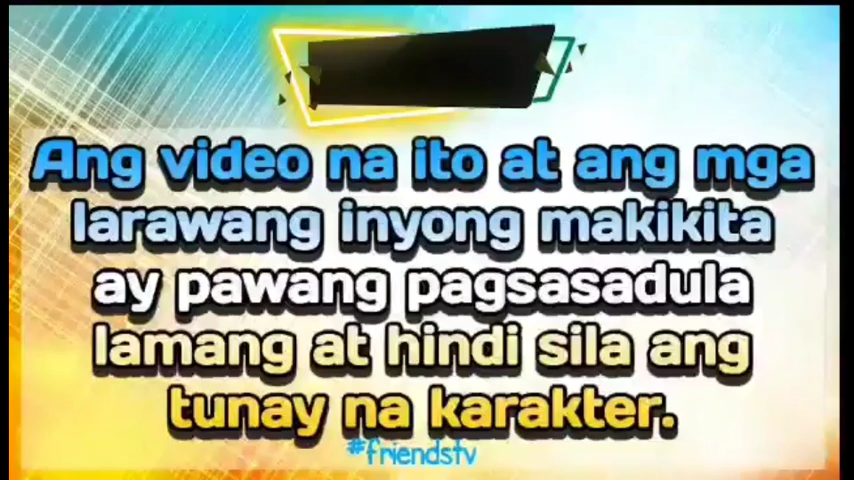 Ang video na ito at ang mga
larawang inyong makikita
ay pawang pagsasadula
lamang at hindi sila ang
tunay na karakter.
#friendstv